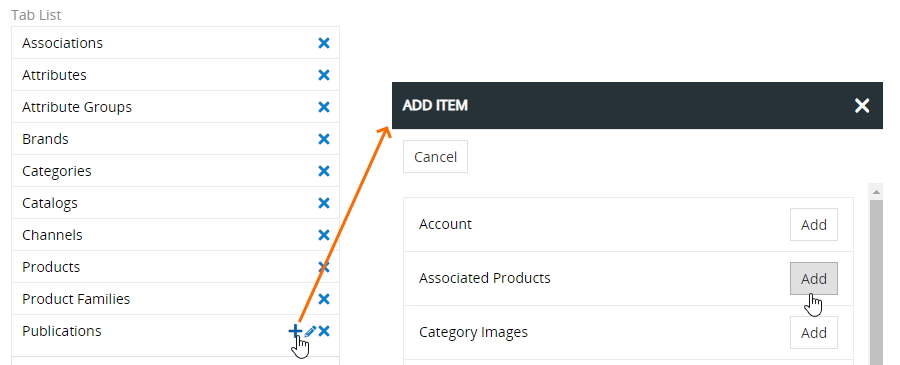 Tab List
Associations
Attributes
Attribute Groups
Brands
Categories
Catalogs
Channels
Products
Product Families
Publications
ADD ITEM
Cancel
Account Add
Associated Products Add
Category Images Add